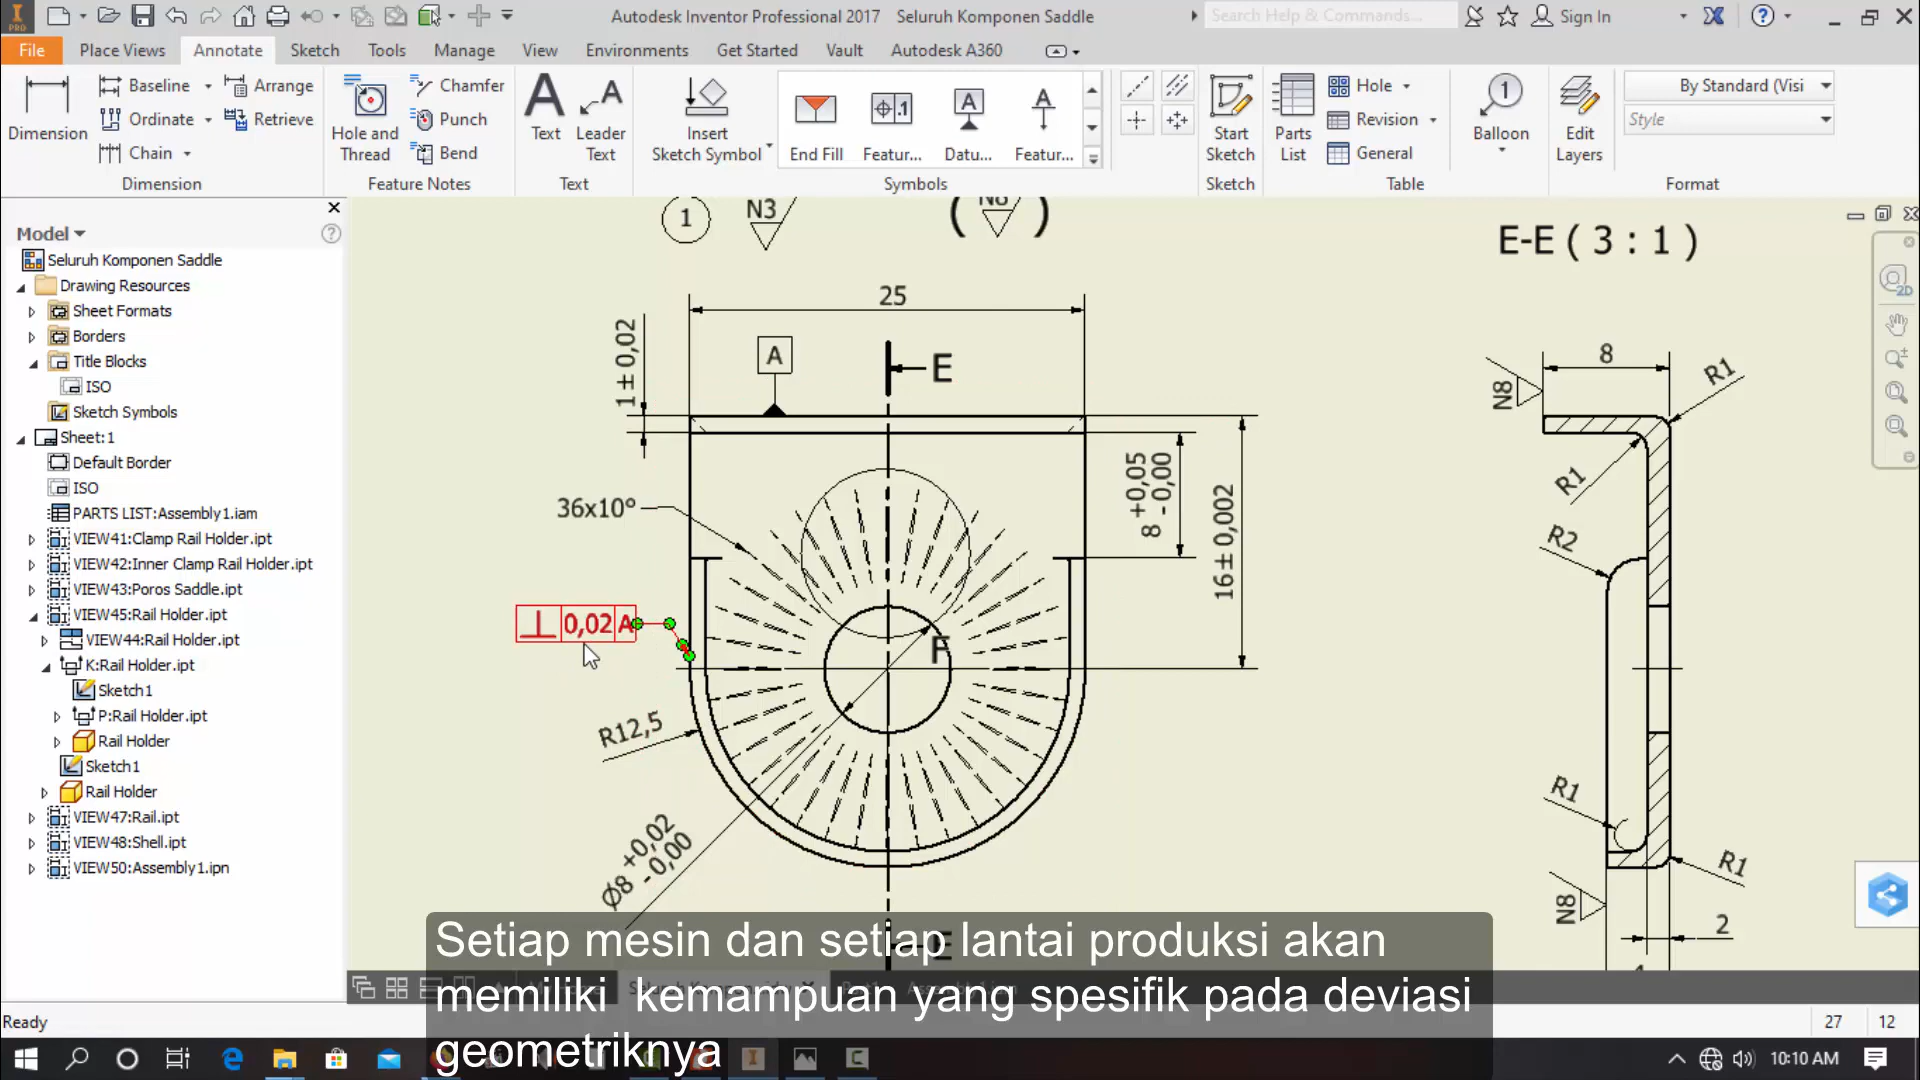 Autodesk Inventor Professional 2017 Seluruh Komponen Saddle
Search Help & Commands...
Sign In
PRO
File Place Views Annotate Sketch Tools Manage View Environments Get Started Vault Autodesk A360
Dimension
Baseline
Ordinate
Chain
Arrange
Retrieve
Dimension
Hole and Thread
Chamfer
Punch
Bend
Feature Notes
Text
Leader Text
Text
Insert Sketch Symbol
End Fill
Featur...
Datu...
Featur...
Symbols
Start Sketch
Sketch
Parts List
Hole
Revision
General
Table
Balloon
Edit Layers
By Standard (Visi
Style
Format
Model
Seluruh Komponen Saddle
Drawing Resources
Sheet Formats
Borders
Title Blocks
ISO
Sketch Symbols
Sheet:1
Default Border
ISO
PARTS LIST:Assembly1.iam
VIEW41:Clamp Rail Holder.ipt
VIEW42:Inner Clamp Rail Holder.ipt
VIEW43:Poros Saddle.ipt
VIEW45:Rail Holder.ipt
VIEW44:Rail Holder.ipt
K:Rail Holder.ipt
Sketch1
P:Rail Holder.ipt
Rail Holder
Sketch1
Rail Holder
VIEW47:Rail.ipt
VIEW48:Shell.ipt
VIEW50:Assembly1.ipn
1
N3
( N8 )
E-E ( 3 : 1 )
2D
25
1±0,02
A
E
36x10°
8 +0,05 -0,00
16±0,002
⊥ 0,02 A
F
R12,5
Ø8 +0,02 -0,00
E
8
R1
N8
R1
R2
R1
R1
N8
2
Setiap mesin dan setiap lantai produksi akan
memiliki kemampuan yang spesifik pada deviasi
geometriknya
Ready
27 12
10:10 AM